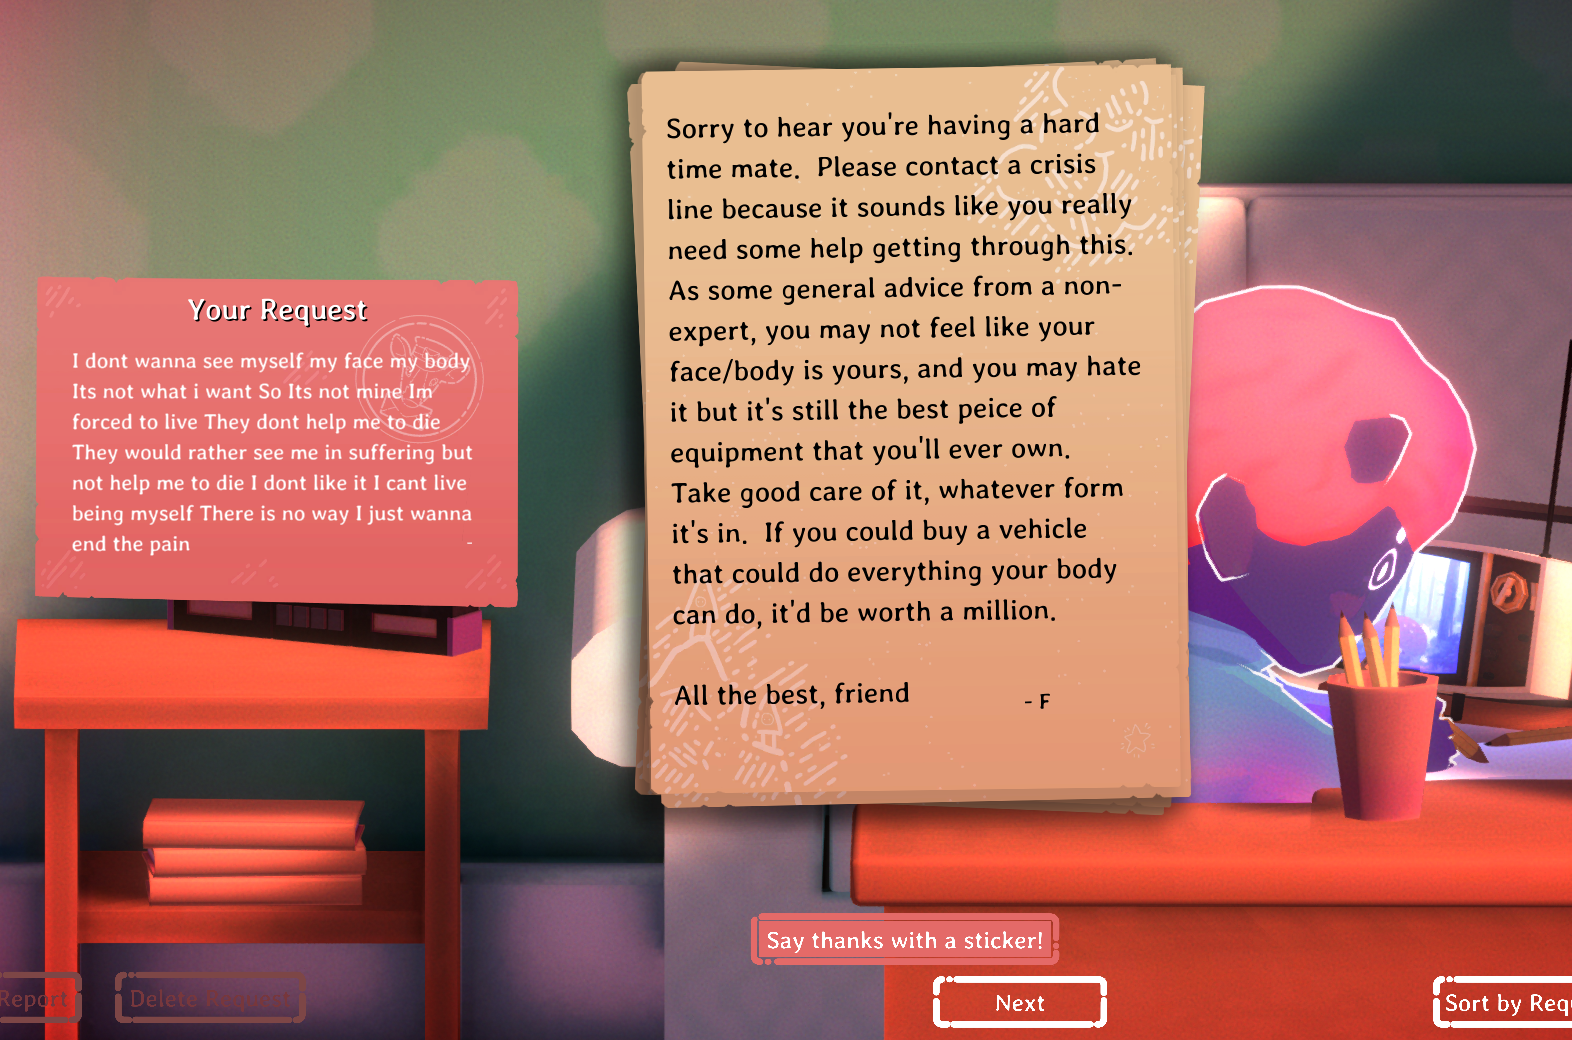 Your Request
I dont wanna see myself my face my body
Its not what i want So Its not mine Im
forced to live They dont help me to die
They would rather see me in suffering but
not help me to die I dont like it I cant live
being myself There is no way I just wanna
end the pain
-
Sorry to hear you're having a hard
time mate.  Please contact a crisis
line because it sounds like you really
need some help getting through this.
As some general advice from a non-
expert, you may not feel like your
face/body is yours, and you may hate
it but it's still the best peice of
equipment that you'll ever own.
Take good care of it, whatever form
it's in.  If you could buy a vehicle
that could do everything your body
can do, it'd be worth a million.
All the best, friend
- F
Say thanks with a sticker!
Report
Delete Request
Next
Sort by Requ